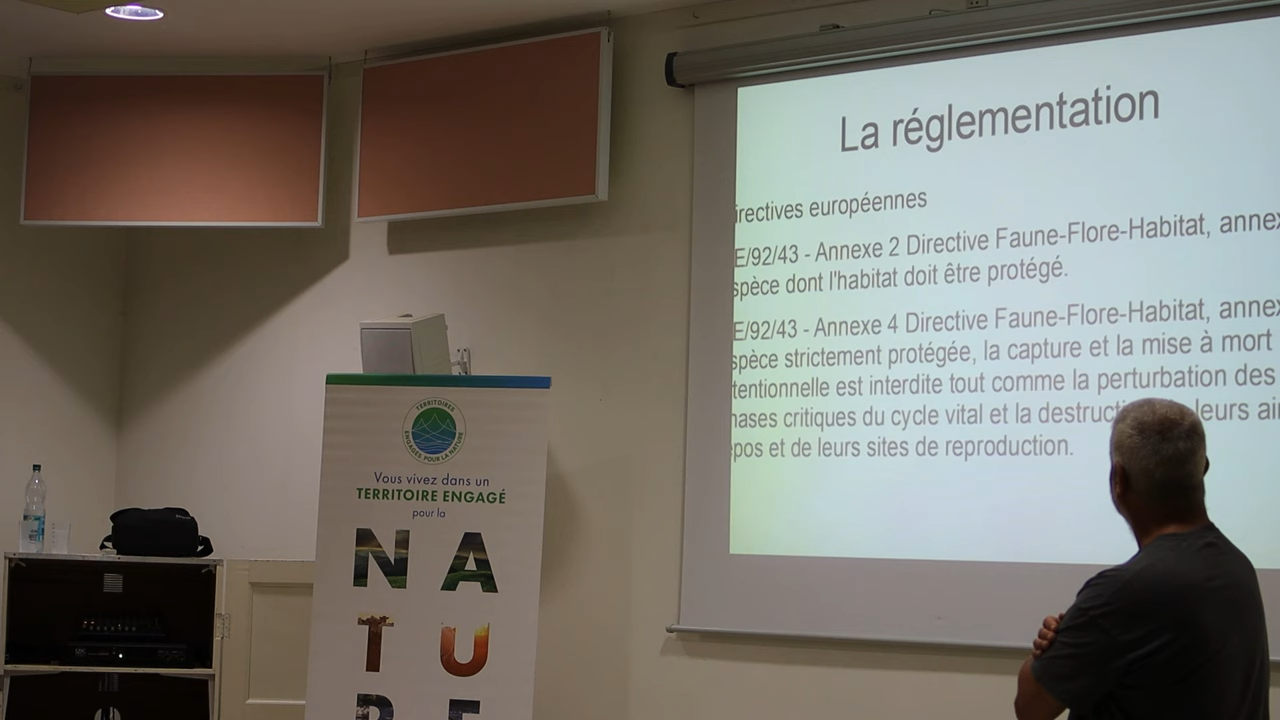 La réglementation
irectives européennes
E/92/43 - Annexe 2 Directive Faune-Flore-Habitat, annex
spèce dont l'habitat doit être protégé.
E/92/43 - Annexe 4 Directive Faune-Flore-Habitat, annex
spèce strictement protégée, la capture et la mise à mort
tentionnelle est interdite tout comme la perturbation des
hases critiques du cycle vital et la destructi leurs ai
epos et de leurs sites de reproduction.
TERRITOIRES
ENGAGÉS POUR LA NATURE
Vous vivez dans un
TERRITOIRE ENGAGÉ
pour la
N A
T U
R E